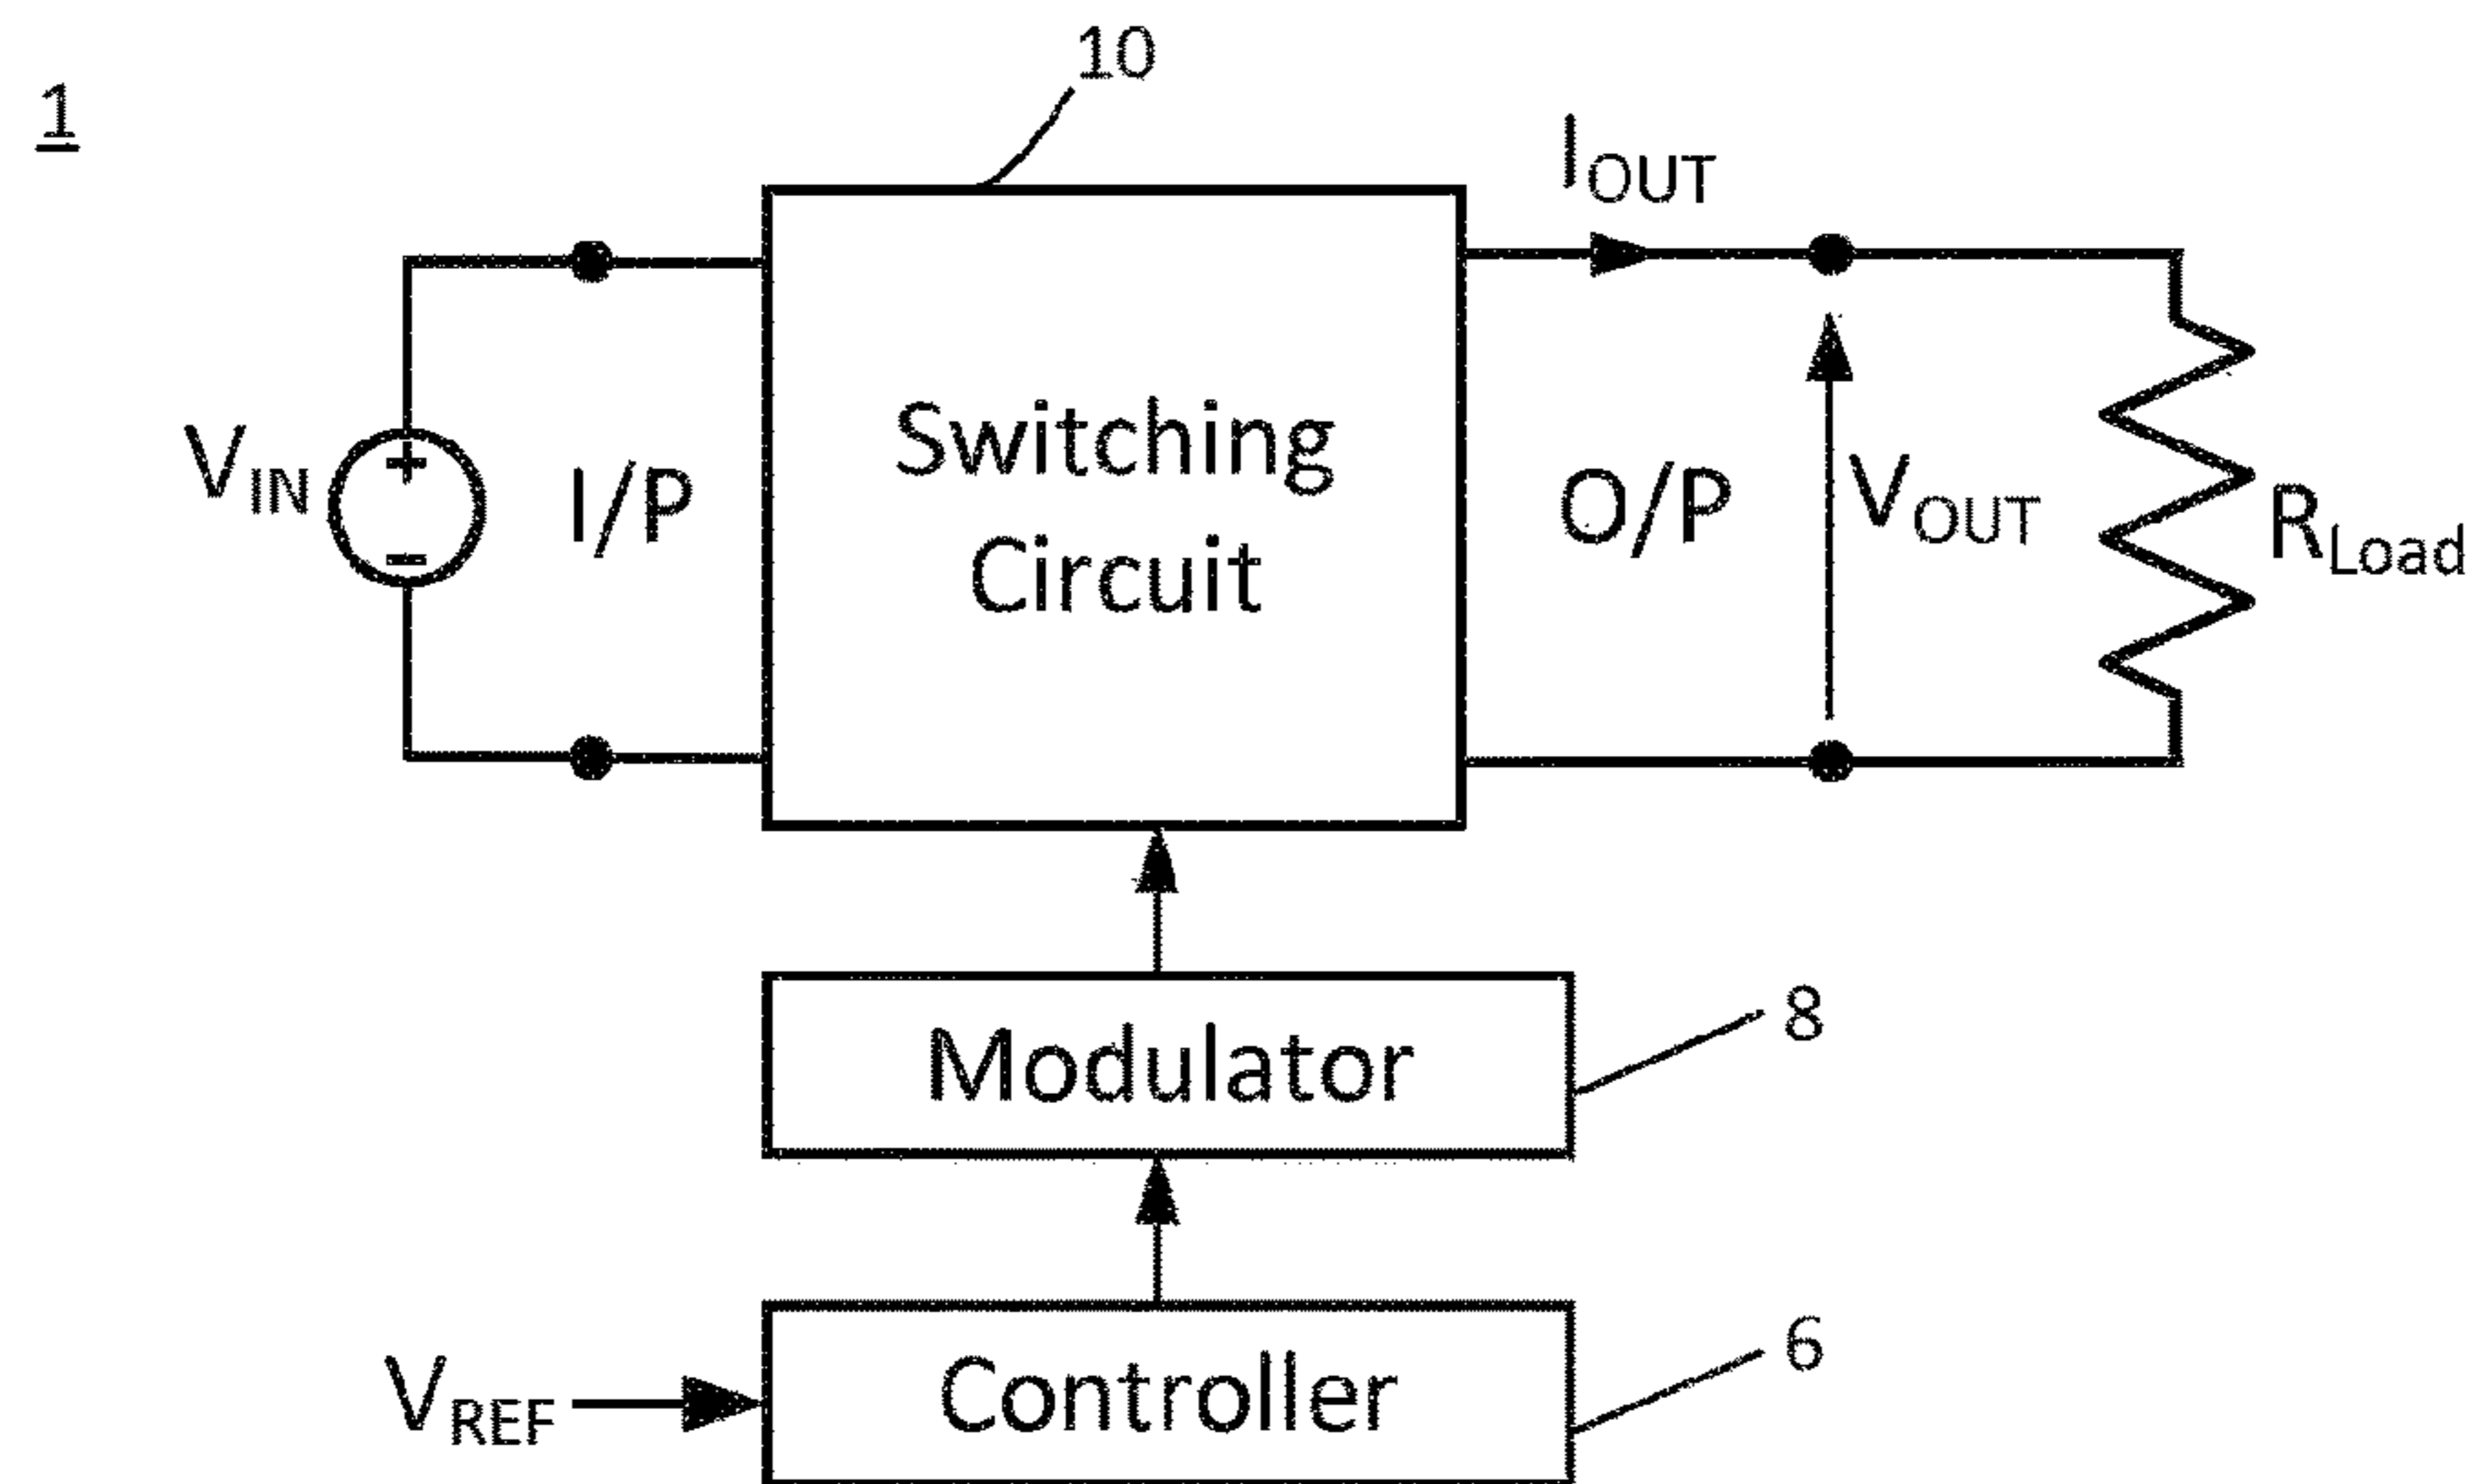 10
1
I_OUT
V_IN
I/P
Switching
Circuit
O/P
V_OUT
R_Load
+
-
Modulator
8
V_REF
Controller
6